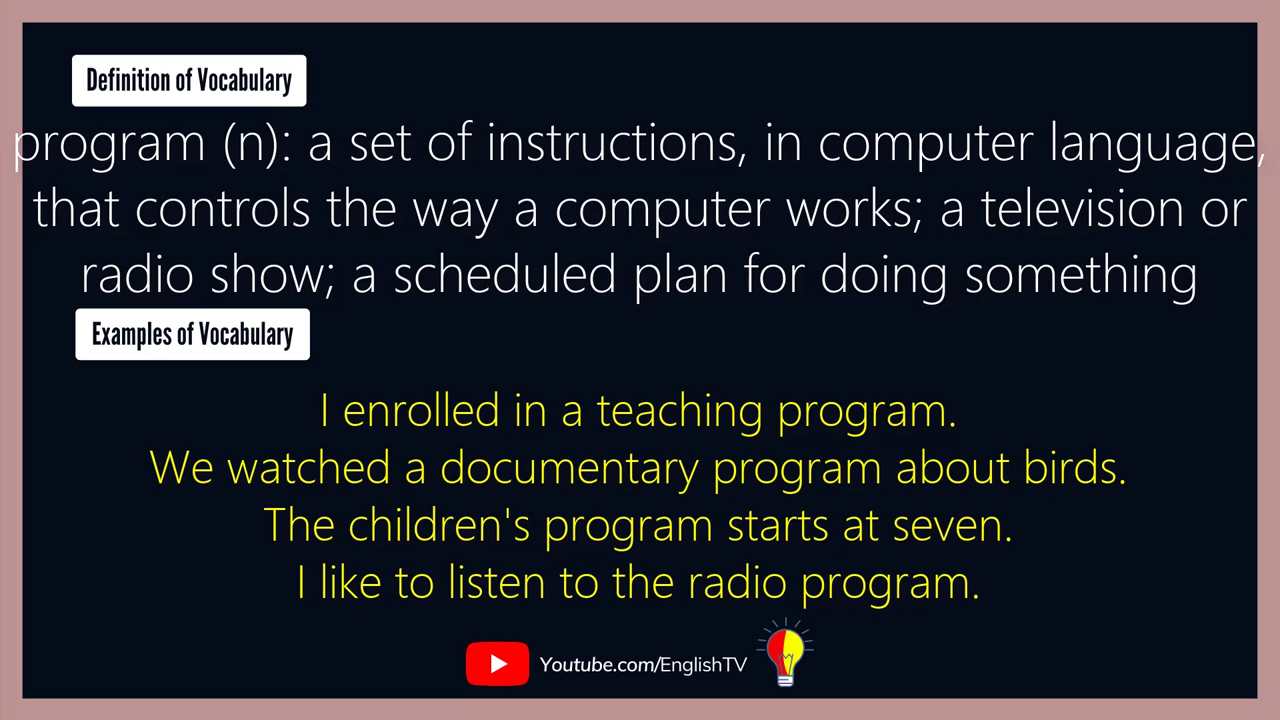 Definition of Vocabulary
program (n): a set of instructions, in computer language,
that controls the way a computer works; a television or
radio show; a scheduled plan for doing something
Examples of Vocabulary
I enrolled in a teaching program.
We watched a documentary program about birds.
The children's program starts at seven.
I like to listen to the radio program.
Youtube.com/EnglishTV